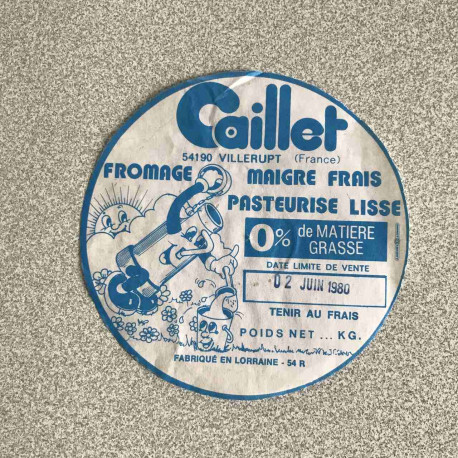 Caillet
54190 VILLERUPT (France)
FROMAGE MAIGRE FRAIS
PASTEURISE LISSE
0% de MATIERE
GRASSE
DATE LIMITE DE VENTE
02 JUIN 1980
TENIR AU FRAIS
POIDS NET ... KG.
FABRIQUÉ EN LORRAINE - 54 R